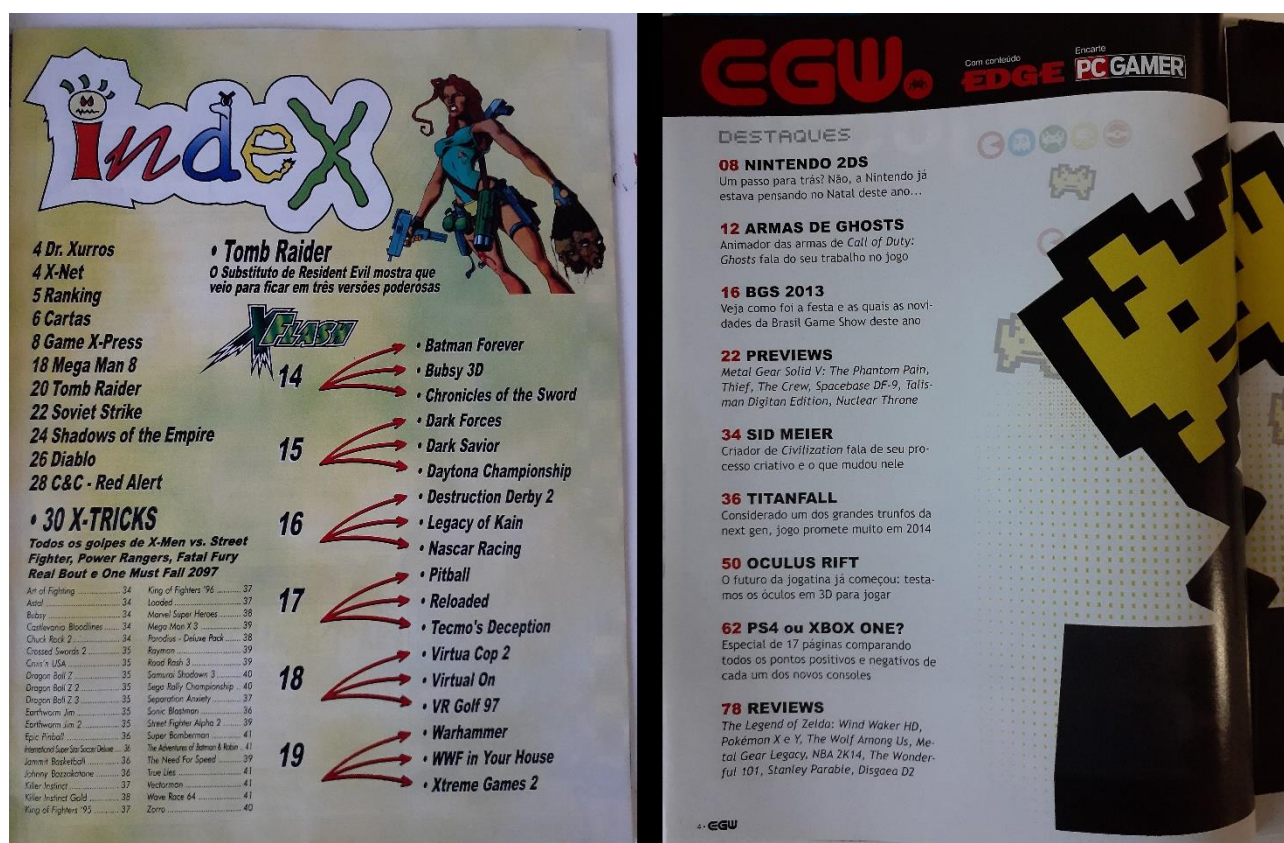 index
4 Dr. Xurros
4 X-Net
5 Ranking
6 Cartas
8 Game X-Press
18 Mega Man 8
20 Tomb Raider
22 Soviet Strike
24 Shadows of the Empire
26 Diablo
28 C&C - Red Alert
• 30 X-TRICKS
Todos os golpes de X-Men vs. Street
Fighter, Power Rangers, Fatal Fury
Real Bout e One Must Fall 2097
Art of Fighting 34
Astal 34
Bubsy 34
Castlevania Bloodlines 34
Chuck Rock 2 34
Crossed Swords 2 35
Cruis'n USA 35
Dragon Ball Z 35
Dragon Ball Z 2 35
Dragon Ball Z 3 35
Earthworm Jim 35
Earthworm Jim 2 35
Epic Pinball 36
International Super Star Soccer Deluxe 36
Jammit Basketball 36
Johnny Bazzokatone 36
Killer Instinct 37
Killer Instinct Gold 38
King of Fighters '95 37
King of Fighters '96 37
Loaded 37
Marvel Super Heroes 38
Mega Man X 3 39
Parodius - Deluxe Pack 38
Rayman 39
Road Rash 3 39
Samurai Shodown 3 40
Sega Rally Championship 40
Separation Anxiety 37
Sonic Blastman 36
Street Fighter Alpha 2 39
Super Bomberman 41
The Adventures of Batman & Robin 41
The Need For Speed 39
True Lies 41
Vectorman 41
Wave Race 64 41
Zorro 40
• Tomb Raider
O Substituto de Resident Evil mostra que
veio para ficar em três versões poderosas
X FLASH
14
• Batman Forever
• Bubsy 3D
• Chronicles of the Sword
15
• Dark Forces
• Dark Savior
• Daytona Championship
16
• Destruction Derby 2
• Legacy of Kain
• Nascar Racing
17
• Pitball
• Reloaded
• Tecmo's Deception
18
• Virtua Cop 2
• Virtual On
• VR Golf 97
19
• Warhammer
• WWF in Your House
• Xtreme Games 2
EGW.
Com conteúdo
EDGE
Encarte
PC GAMER
DESTAQUES
08 NINTENDO 2DS
Um passo para trás? Não, a Nintendo já
estava pensando no Natal deste ano...
12 ARMAS DE GHOSTS
Animador das armas de Call of Duty:
Ghosts fala do seu trabalho no jogo
16 BGS 2013
Veja como foi a festa e as quais as novi-
dades da Brasil Game Show deste ano
22 PREVIEWS
Metal Gear Solid V: The Phantom Pain,
Thief, The Crew, Spacebase DF-9, Talis-
man Digitan Edition, Nuclear Throne
34 SID MEIER
Criador de Civilization fala de seu pro-
cesso criativo e o que mudou nele
36 TITANFALL
Considerado um dos grandes trunfos da
next gen, jogo promete muito em 2014
50 OCULUS RIFT
O futuro da jogatina já começou: testa-
mos os óculos em 3D para jogar
62 PS4 ou XBOX ONE?
Especial de 17 páginas comparando
todos os pontos positivos e negativos de
cada um dos novos consoles
78 REVIEWS
The Legend of Zelda: Wind Waker HD,
Pokémon X e Y, The Wolf Among Us, Me-
tal Gear Legacy, NBA 2K14, The Wonder-
ful 101, Stanley Parable, Disgaea D2
4 • EGW